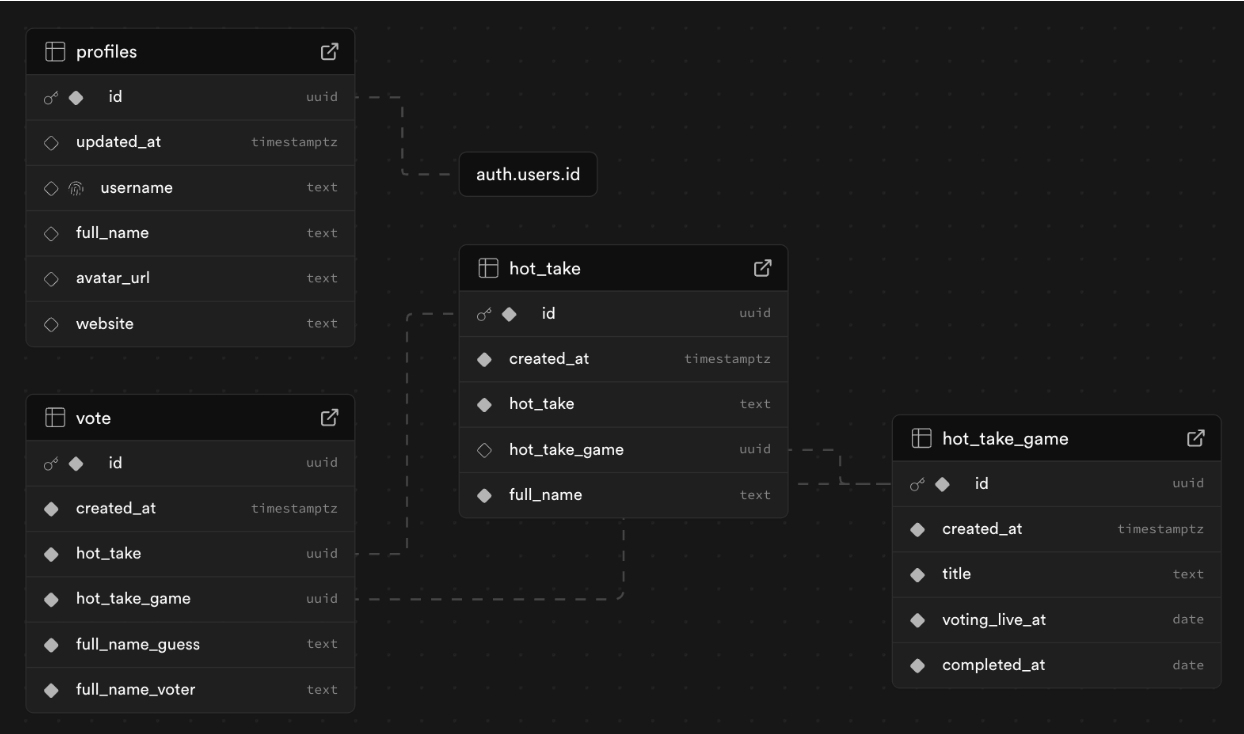 profiles
id uuid
updated_at timestamptz
username text
full_name text
avatar_url text
website text
auth.users.id
hot_take
id uuid
created_at timestamptz
hot_take text
hot_take_game uuid
full_name text
vote
id uuid
created_at timestamptz
hot_take uuid
hot_take_game uuid
full_name_guess text
full_name_voter text
hot_take_game
id uuid
created_at timestamptz
title text
voting_live_at date
completed_at date